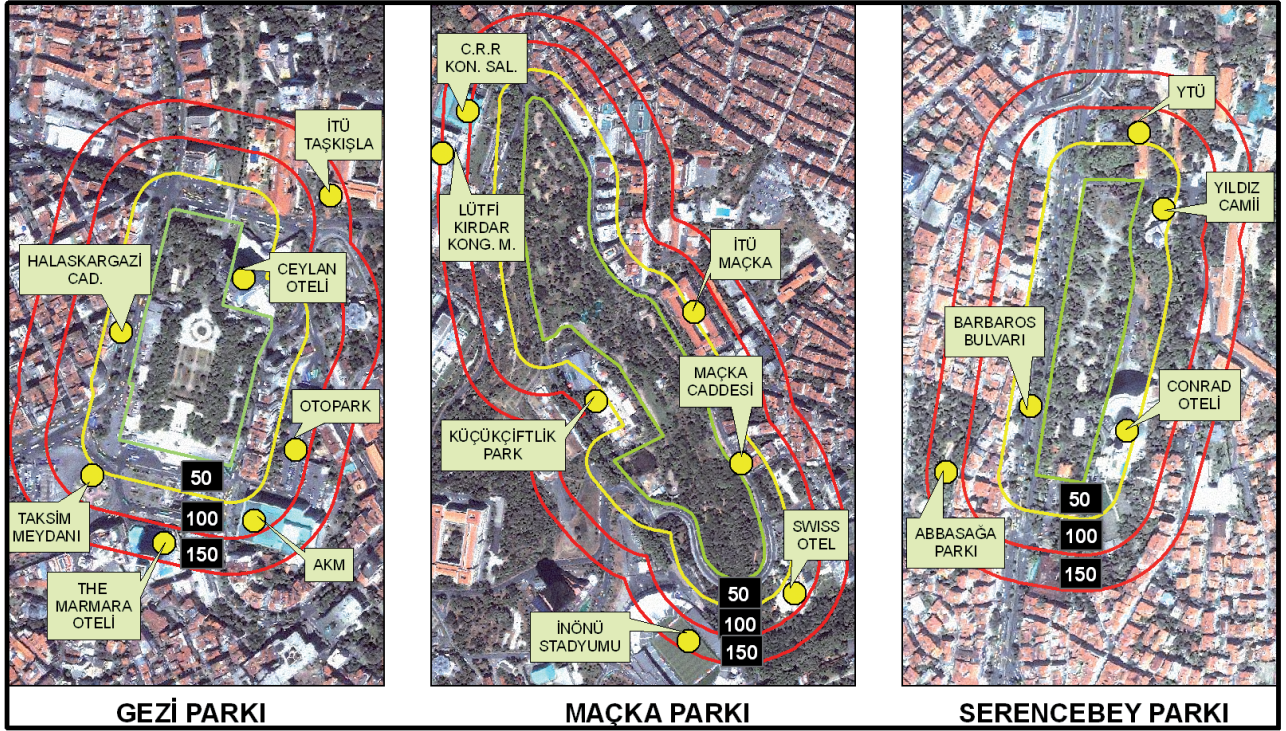 İTÜ
TAŞKIŞLA
HALASKARGAZİ
CAD.
CEYLAN
OTELİ
OTOPARK
50
100
150
TAKSİM
MEYDANI
AKM
THE
MARMARA
OTELİ
GEZİ PARKI
C.R.R
KON. SAL.
LÜTFİ
KIRDAR
KONG. M.
İTÜ
MAÇKA
MAÇKA
CADDESİ
KÜÇÜKÇİFTLİK
PARK
SWISS
OTEL
50
100
150
İNÖNÜ
STADYUMU
MAÇKA PARKI
YTÜ
YILDIZ
CAMİİ
BARBAROS
BULVARI
CONRAD
OTELİ
50
100
150
ABBASAĞA
PARKI
SERENCEBEY PARKI